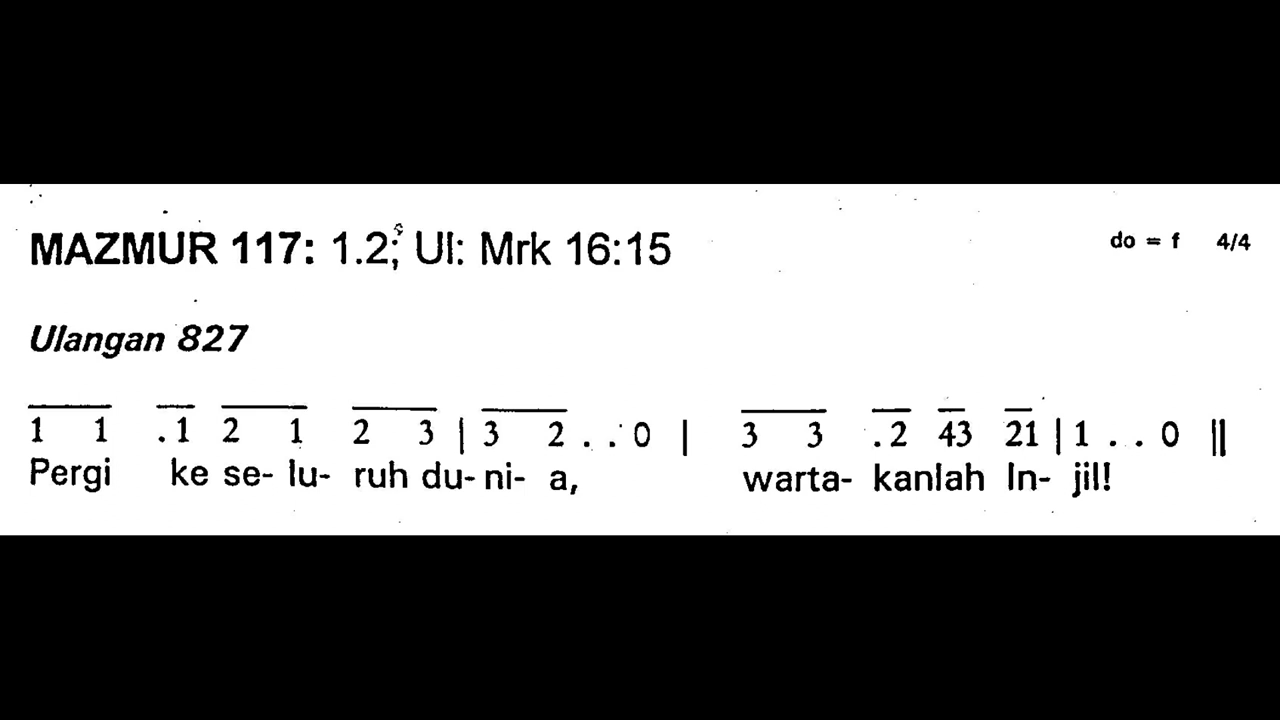 MAZMUR 117: 1.2; Ul: Mrk 16:15 do = f 4/4
Ulangan 827
1 1 .1 2 1 2 3 | 3 2 . . 0 | 3 3 .2 43 21 | 1 . . 0 ||
Pergi ke se- lu- ruh du- ni- a, warta- kanlah In- jil!